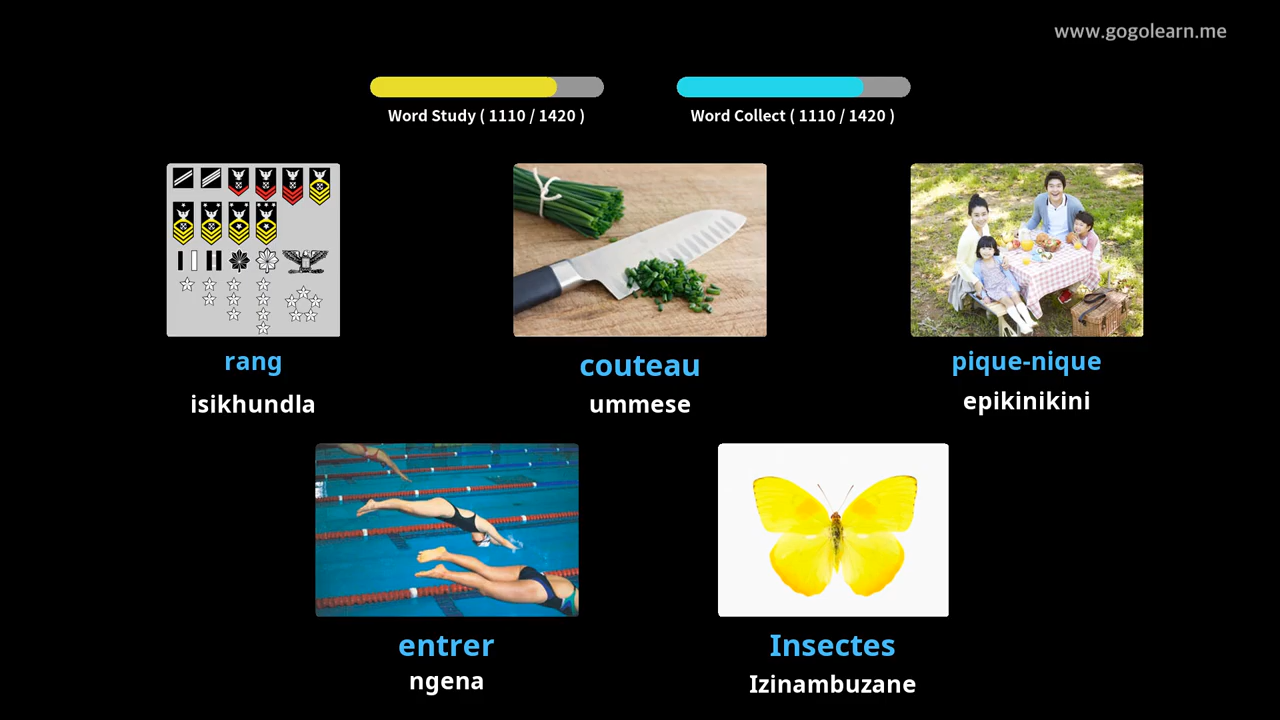 www.gogolearn.me
Word Study ( 1110 / 1420 )
Word Collect ( 1110 / 1420 )
rang
isikhundla
couteau
ummese
pique-nique
epikinikini
entrer
ngena
Insectes
Izinambuzane